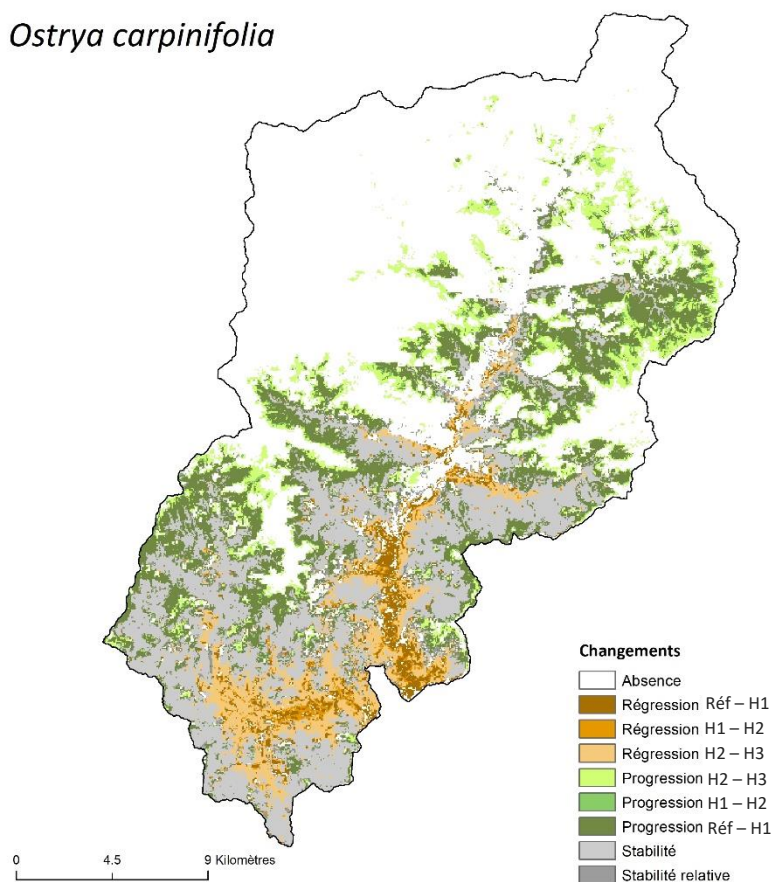 Ostrya carpinifolia
Changements
Absence
Régression Réf – H1
Régression H1 – H2
Régression H2 – H3
Progression H2 – H3
Progression H1 – H2
Progression Réf – H1
Stabilité
Stabilité relative
0 4.5 9 Kilomètres